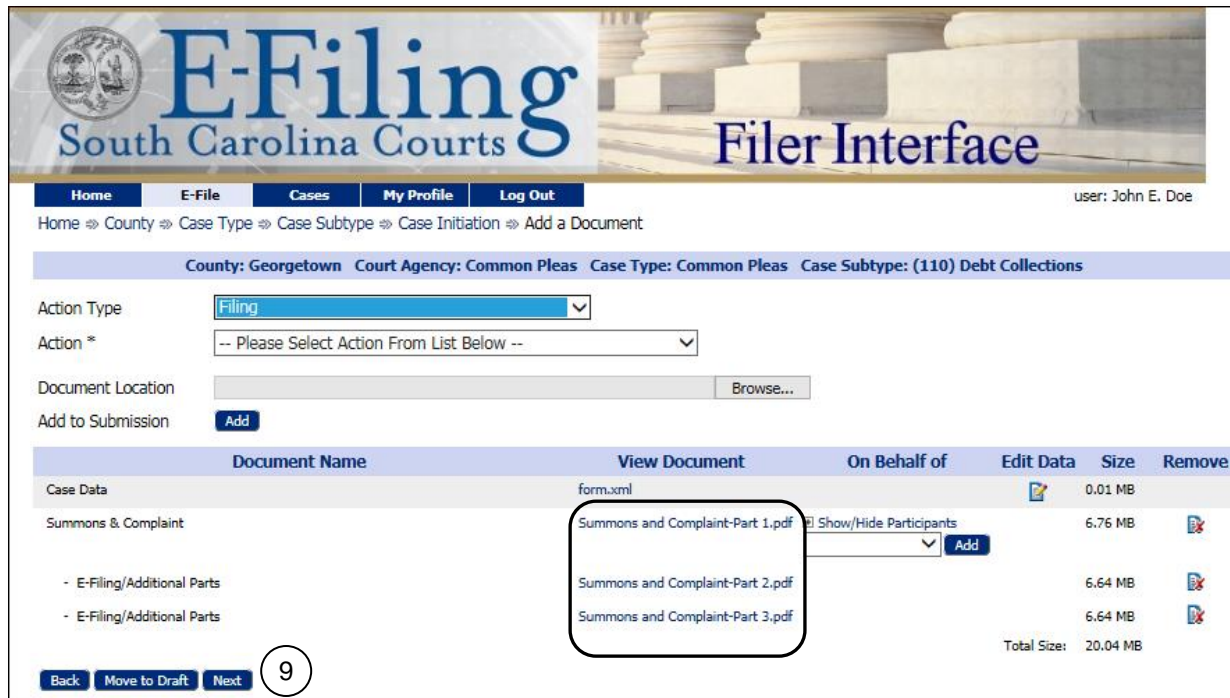 E-Filing
South Carolina Courts
Filer Interface
Home E-File Cases My Profile Log Out
user: John E. Doe
Home ⇨ County ⇨ Case Type ⇨ Case Subtype ⇨ Case Initiation ⇨ Add a Document
County: Georgetown Court Agency: Common Pleas Case Type: Common Pleas Case Subtype: (110) Debt Collections
Action Type Filing
Action * -- Please Select Action From List Below --
Document Location Browse...
Add to Submission Add
Document Name View Document On Behalf of Edit Data Size Remove
Case Data form.xml 0.01 MB
Summons & Complaint Summons and Complaint-Part 1.pdf Show/Hide Participants 6.76 MB
Add
- E-Filing/Additional Parts Summons and Complaint-Part 2.pdf 6.64 MB
- E-Filing/Additional Parts Summons and Complaint-Part 3.pdf 6.64 MB
Total Size: 20.04 MB
Back Move to Draft Next 9